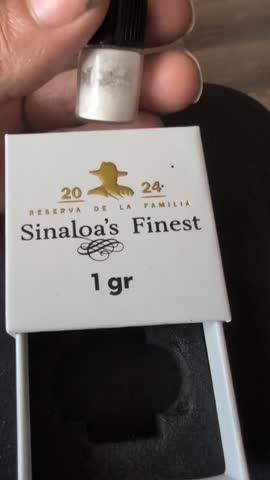 20 24
RESERVA DE LA FAMILIA
Sinaloa's Finest
1 gr